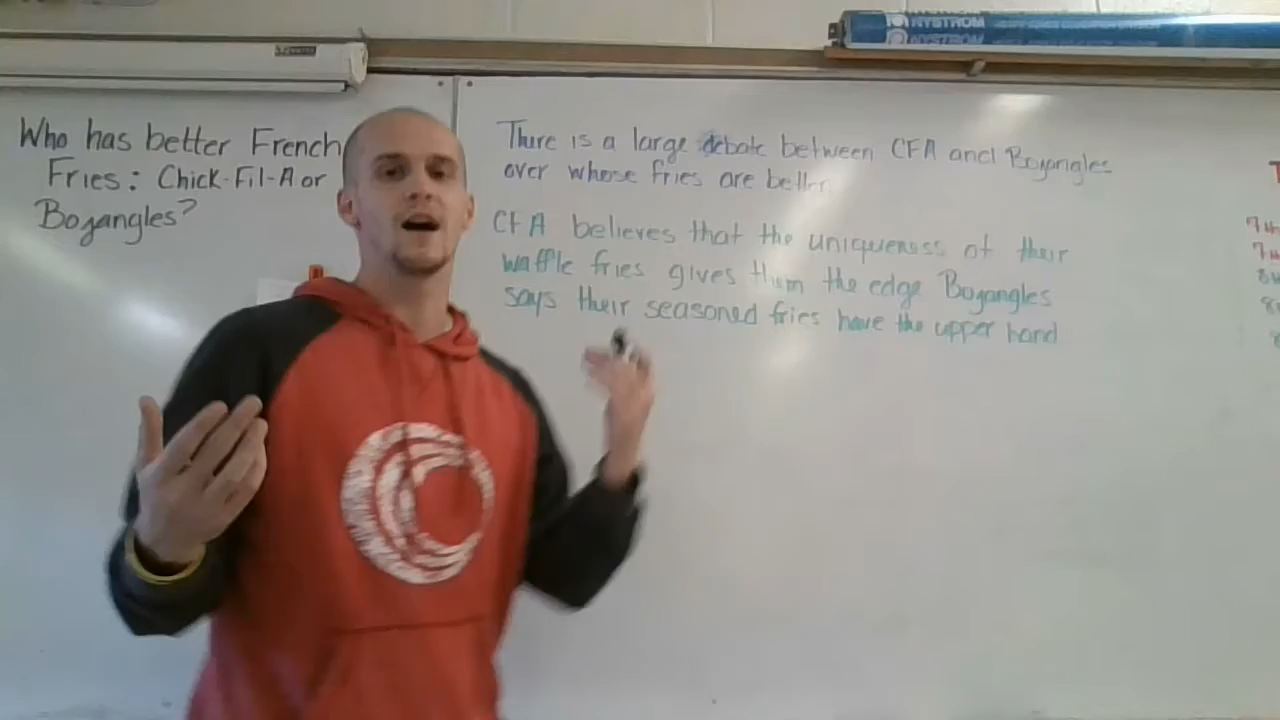 Who has better French
Fries: Chick-Fil-A or
Bojangles?
There is a large debate between CFA and Bojangles
over whose fries are better.
CFA believes that the uniqueness of their
waffle fries gives them the edge Bojangles
says their seasoned fries have the upper hand
NYSTROM
NYSTROM